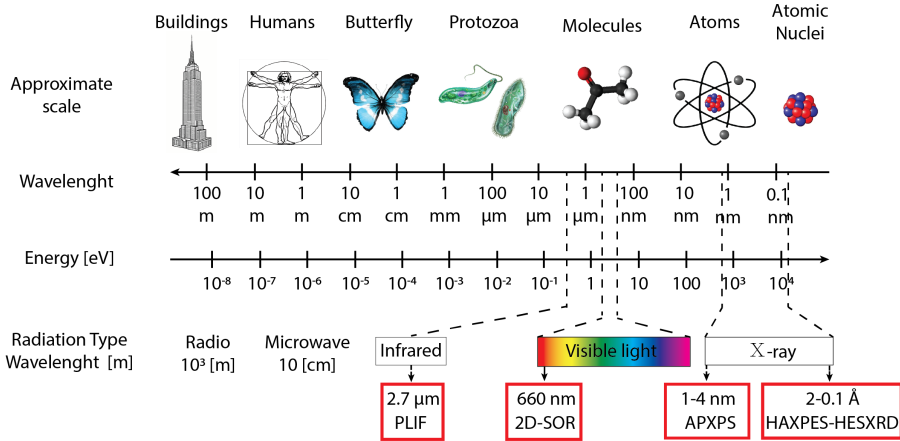 Buildings Humans Butterfly Protozoa Molecules Atoms Atomic
Nuclei
Approximate
scale
Wavelenght
100 10 1 10 1 1 100 10 1 100 10 1 0.1
m m m cm cm mm µm µm µm nm nm nm nm
Energy [eV]
10-8 10-7 10-6 10-5 10-4 10-3 10-2 10-1 1 10 100 10³ 10⁴
Radiation Type
Wavelenght [m]
Radio
10³ [m]
Microwave
10 [cm]
Infrared
Visible light
X-ray
2.7 µm
PLIF
660 nm
2D-SOR
1-4 nm
APXPS
2-0.1 Å
HAXPES-HESXRD